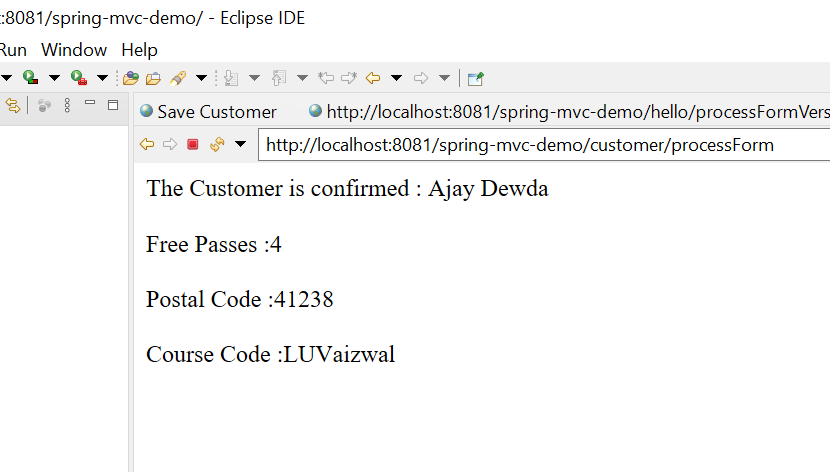 t:8081/spring-mvc-demo/ - Eclipse IDE
Run Window Help
Save Customer http://localhost:8081/spring-mvc-demo/hello/processFormVers
http://localhost:8081/spring-mvc-demo/customer/processForm
The Customer is confirmed : Ajay Dewda
Free Passes :4
Postal Code :41238
Course Code :LUVaizwal